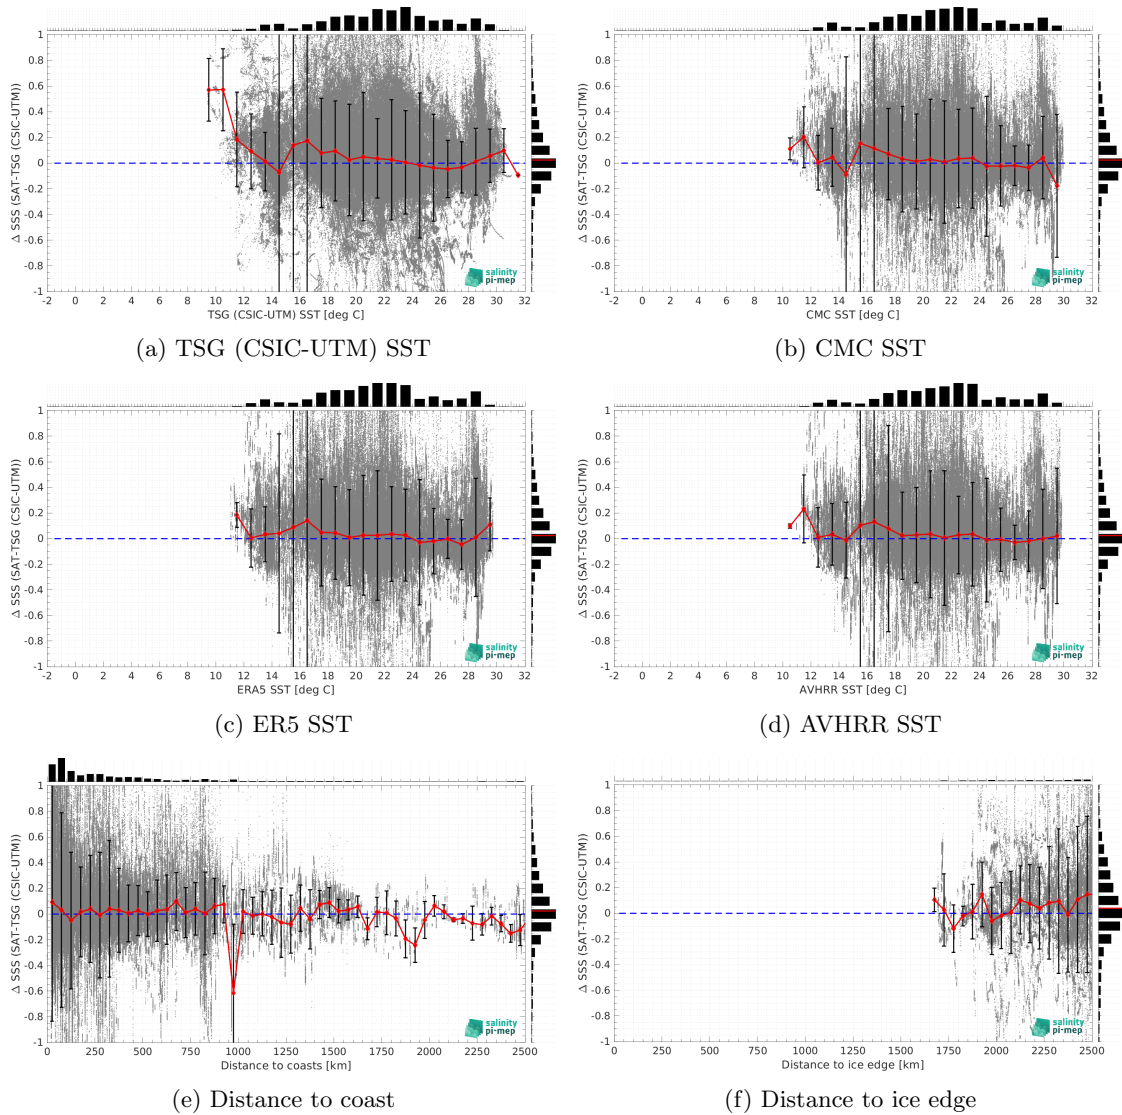 1
0.8
0.6
0.4
0.2
0
-0.2
-0.4
-0.6
-0.8
-1
Δ SSS (SAT-TSG (CSIC-UTM))
-2 0 2 4 6 8 10 12 14 16 18 20 22 24 26 28 30 32
TSG (CSIC-UTM) SST [deg C]
salinity
pi-mep
(a) TSG (CSIC-UTM) SST
1
0.8
0.6
0.4
0.2
0
-0.2
-0.4
-0.6
-0.8
-1
Δ SSS (SAT-TSG (CSIC-UTM))
-2 0 2 4 6 8 10 12 14 16 18 20 22 24 26 28 30 32
CMC SST [deg C]
salinity
pi-mep
(b) CMC SST
1
0.8
0.6
0.4
0.2
0
-0.2
-0.4
-0.6
-0.8
-1
Δ SSS (SAT-TSG (CSIC-UTM))
-2 0 2 4 6 8 10 12 14 16 18 20 22 24 26 28 30 32
ERA5 SST [deg C]
salinity
pi-mep
(c) ER5 SST
1
0.8
0.6
0.4
0.2
0
-0.2
-0.4
-0.6
-0.8
-1
Δ SSS (SAT-TSG (CSIC-UTM))
-2 0 2 4 6 8 10 12 14 16 18 20 22 24 26 28 30 32
AVHRR SST [deg C]
salinity
pi-mep
(d) AVHRR SST
1
0.8
0.6
0.4
0.2
0
-0.2
-0.4
-0.6
-0.8
-1
Δ SSS (SAT-TSG (CSIC-UTM))
0 250 500 750 1000 1250 1500 1750 2000 2250 2500
Distance to coasts [km]
salinity
pi-mep
(e) Distance to coast
1
0.8
0.6
0.4
0.2
0
-0.2
-0.4
-0.6
-0.8
-1
Δ SSS (SAT-TSG (CSIC-UTM))
0 250 500 750 1000 1250 1500 1750 2000 2250 2500
Distance to ice edge [km]
salinity
pi-mep
(f) Distance to ice edge